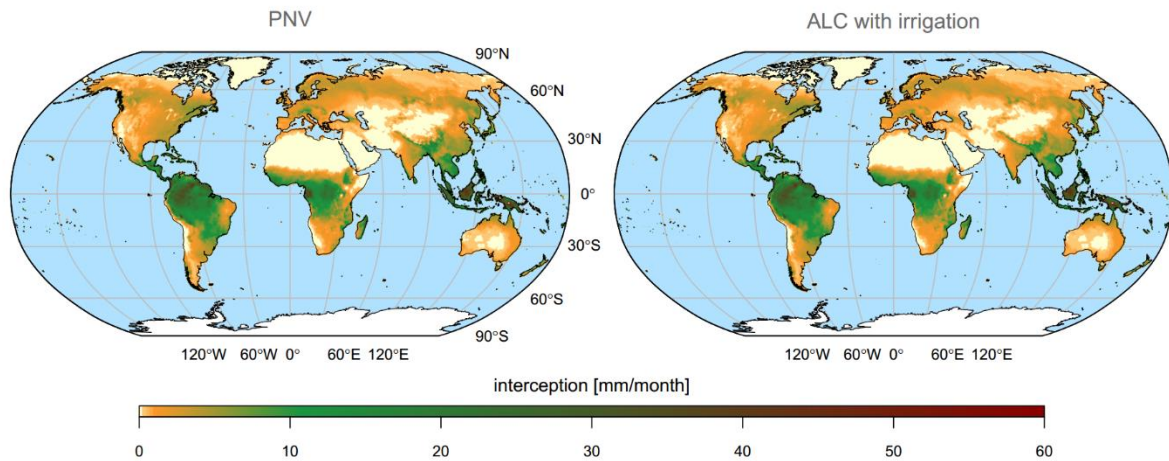 PNV
ALC with irrigation
90°N
60°N
30°N
0°
30°S
60°S
90°S
120°W 60°W 0° 60°E 120°E
120°W 60°W 0° 60°E 120°E
interception [mm/month]
0 10 20 30 40 50 60